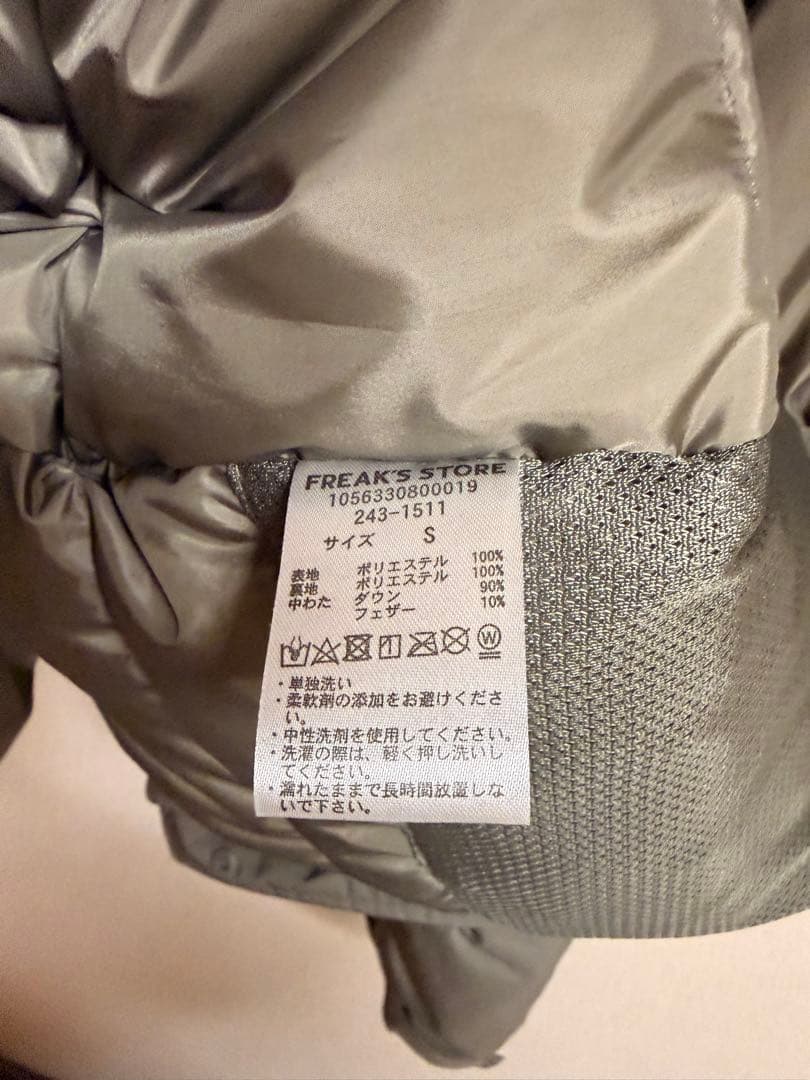 FREAK'S STORE
1056330800019
243-1511
サイズ S
表地 ポリエステル 100%
裏地 ポリエステル 100%
中わた ダウン 90%
フェザー 10%
W
・単独洗い
・柔軟剤の添加をお避けくださ
い。
・中性洗剤を使用してください。
・洗濯の際は、軽く押し洗いし
てください。
・濡れたままで長時間放置しな
いで下さい。